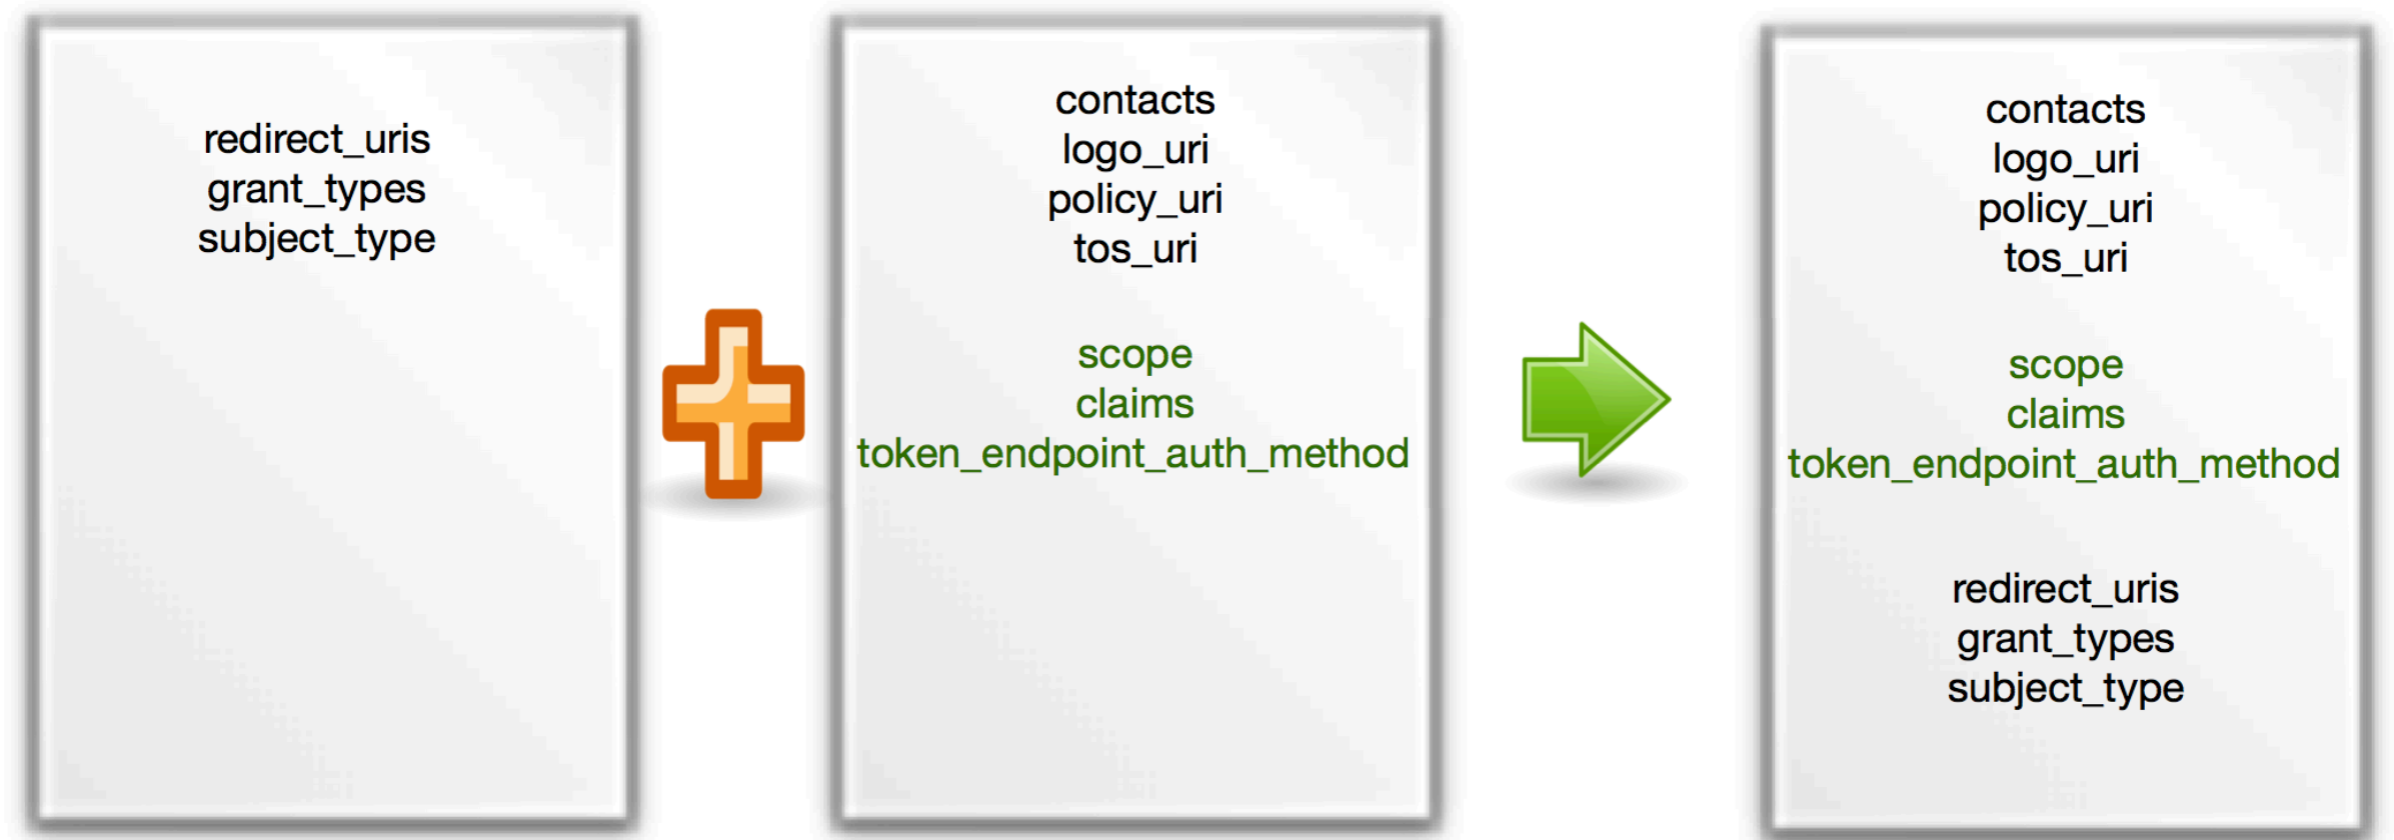 redirect_uris
grant_types
subject_type
contacts
logo_uri
policy_uri
tos_uri
scope
claims
token_endpoint_auth_method
contacts
logo_uri
policy_uri
tos_uri
scope
claims
token_endpoint_auth_method
redirect_uris
grant_types
subject_type